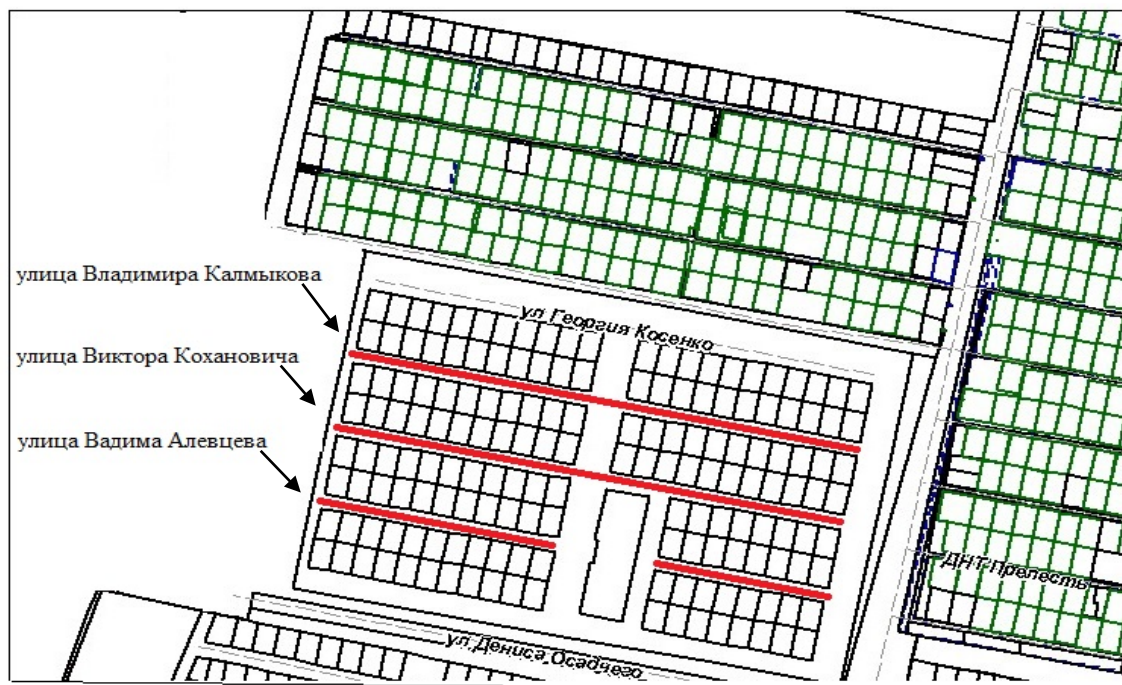 улица Владимира Калмыкова
ул Георгия Косенко
улица Виктора Кохановича
улица Вадима Алевцева
ДНТ Прелесть
ул Дениса Осадчего